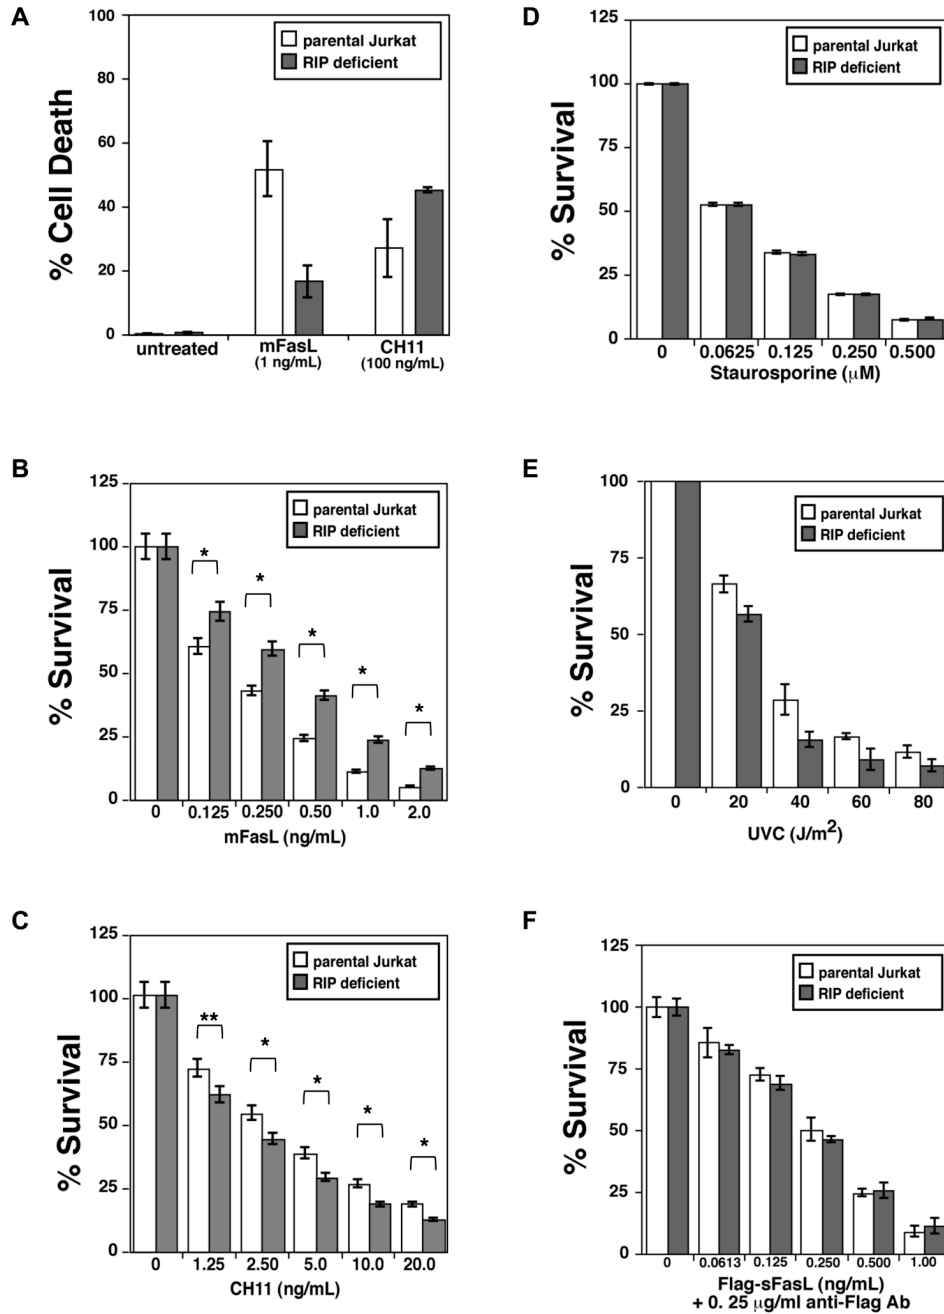 A
100
80
60
40
20
0
% Cell Death
parental Jurkat
RIP deficient
untreated
mFasL
(1 ng/mL)
CH11
(100 ng/mL)
B
125
100
75
50
25
0
% Survival
parental Jurkat
RIP deficient
*
*
*
*
*
0 0.125 0.250 0.50 1.0 2.0
mFasL (ng/mL)
C
125
100
75
50
25
0
% Survival
parental Jurkat
RIP deficient
**
*
*
*
*
0 1.25 2.50 5.0 10.0 20.0
CH11 (ng/mL)
D
125
100
75
50
25
0
% Survival
parental Jurkat
RIP deficient
0 0.0625 0.125 0.250 0.500
Staurosporine (μM)
E
100
75
50
25
0
% Survival
parental Jurkat
RIP deficient
0 20 40 60 80
UVC (J/m²)
F
125
100
75
50
25
0
% Survival
parental Jurkat
RIP deficient
0 0.0613 0.125 0.250 0.500 1.00
Flag-sFasL (ng/mL)
+ 0. 25 μg/ml anti-Flag Ab